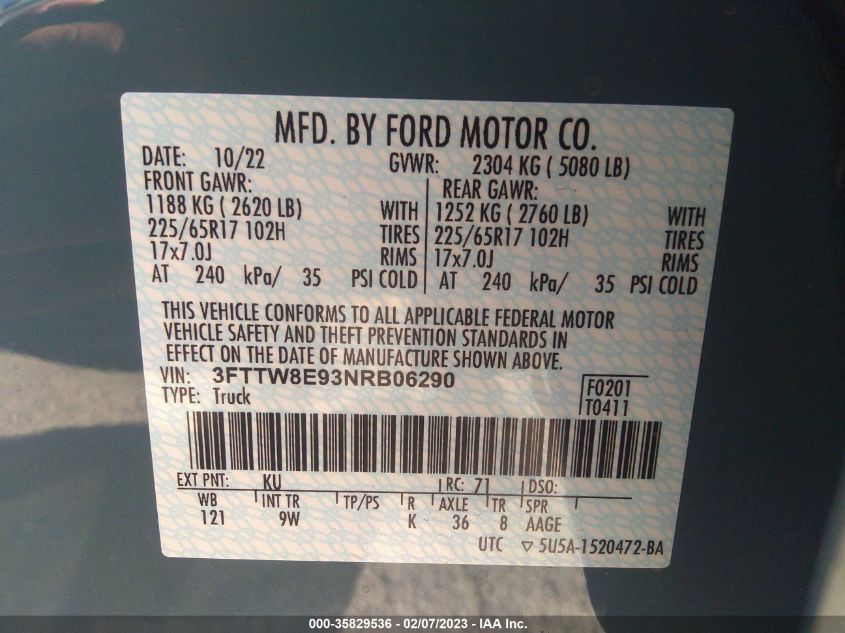 MFD. BY FORD MOTOR CO.
DATE: 10/22 GVWR: 2304 KG ( 5080 LB)
FRONT GAWR: REAR GAWR:
1188 KG ( 2620 LB) WITH 1252 KG ( 2760 LB) WITH
225/65R17 102H TIRES 225/65R17 102H TIRES
17x7.0J RIMS 17x7.0J RIMS
AT 240 kPa/ 35 PSI COLD AT 240 kPa/ 35 PSI COLD
THIS VEHICLE CONFORMS TO ALL APPLICABLE FEDERAL MOTOR
VEHICLE SAFETY AND THEFT PREVENTION STANDARDS IN
EFFECT ON THE DATE OF MANUFACTURE SHOWN ABOVE.
VIN: 3FTTW8E93NRB06290 F0201
TYPE: Truck T0411
EXT PNT: KU RC: 71 DSO:
WB INT TR TP/PS R AXLE TR SPR
121 9W K 36 8 AAGE
UTC ▽ 5U5A-1520472-BA
000-35829536 - 02/07/2023 - IAA Inc.